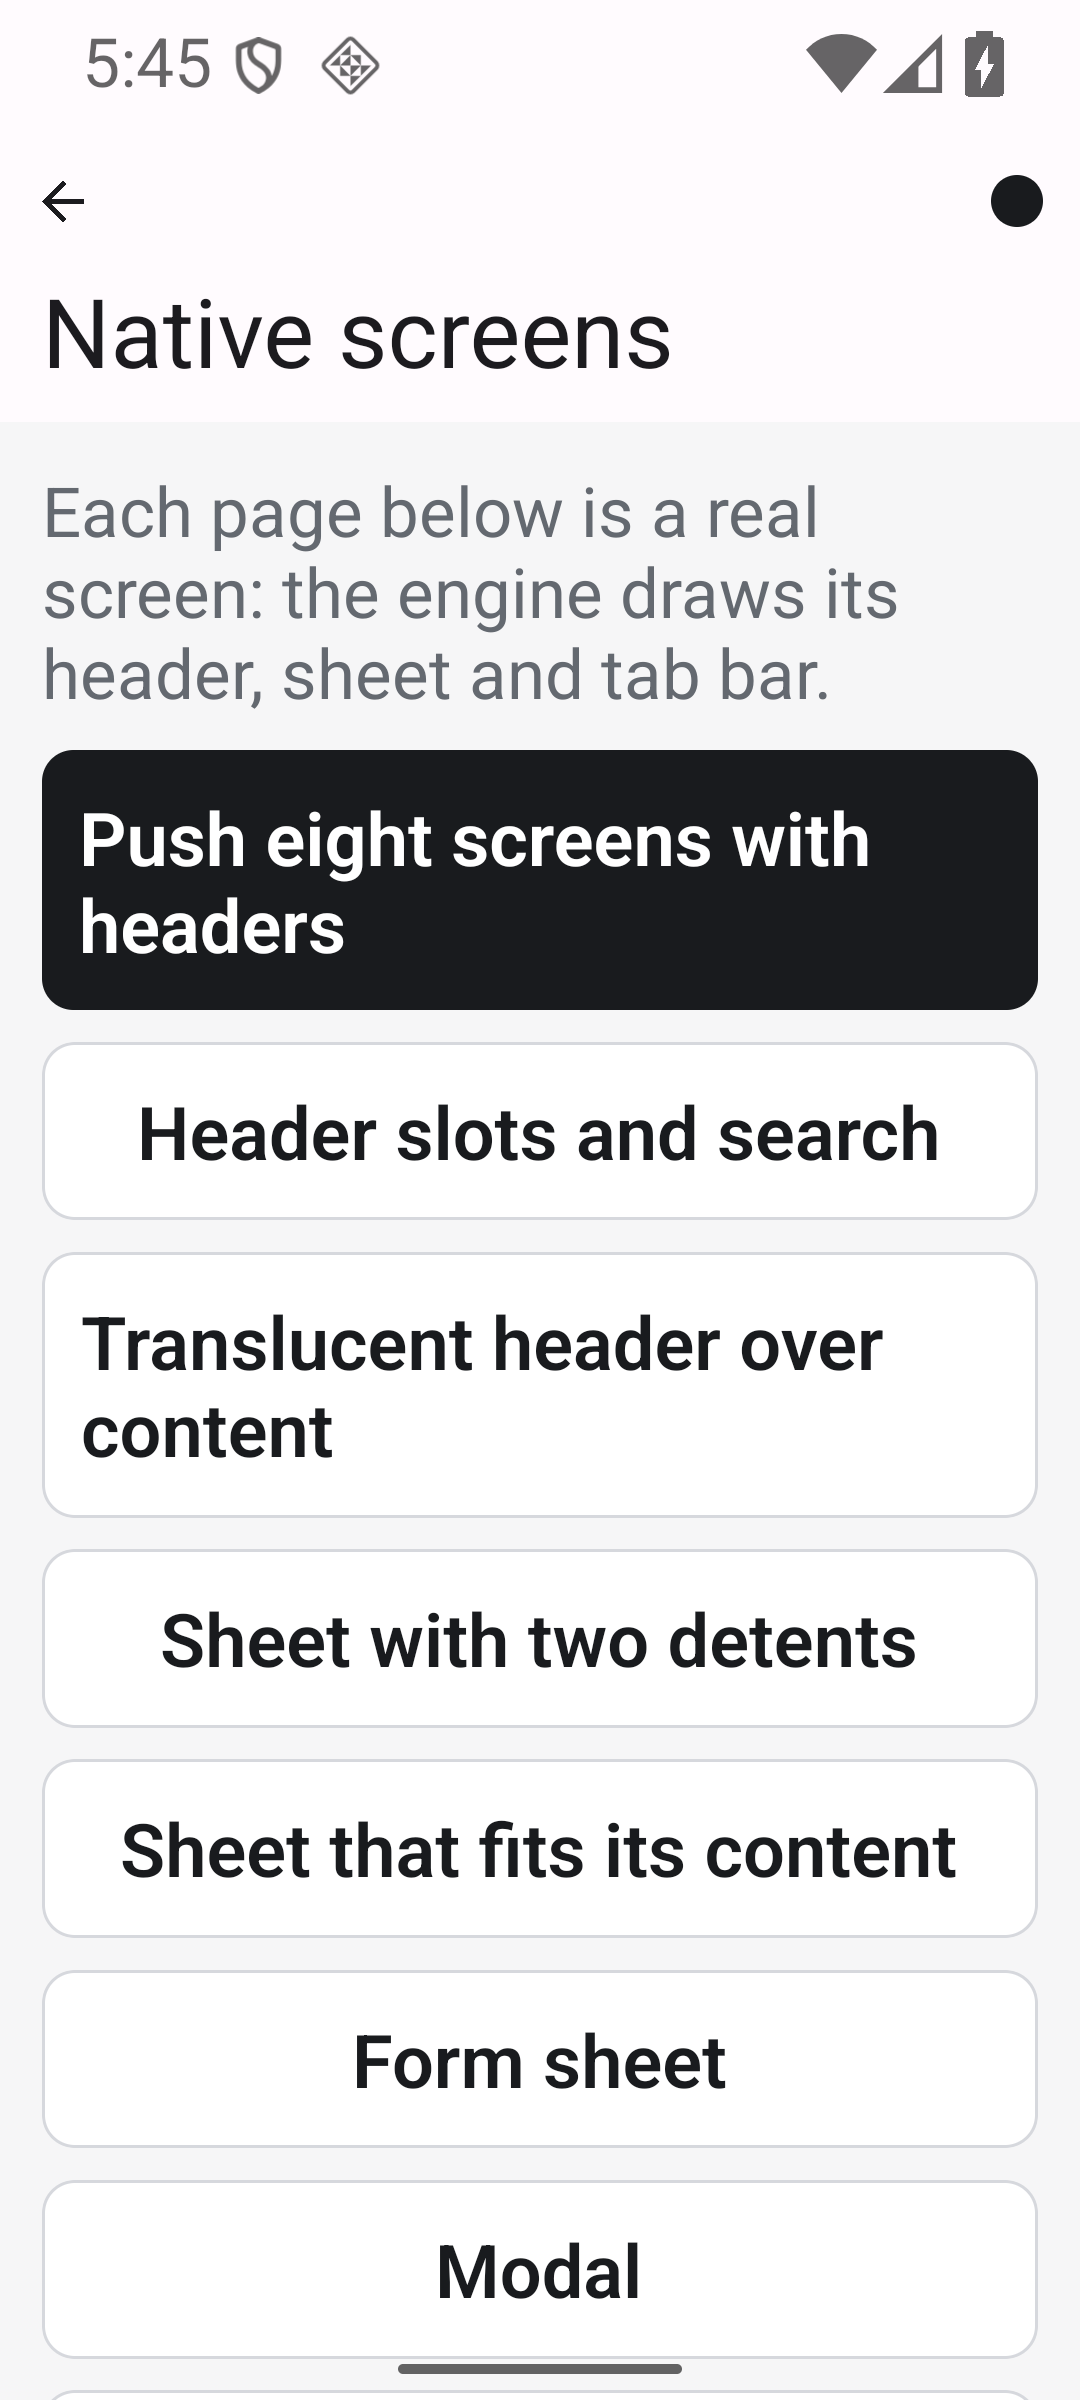 5:45
Native screens
Each page below is a real
screen: the engine draws its
header, sheet and tab bar.
Push eight screens with
headers
Header slots and search
Translucent header over
content
Sheet with two detents
Sheet that fits its content
Form sheet
Modal